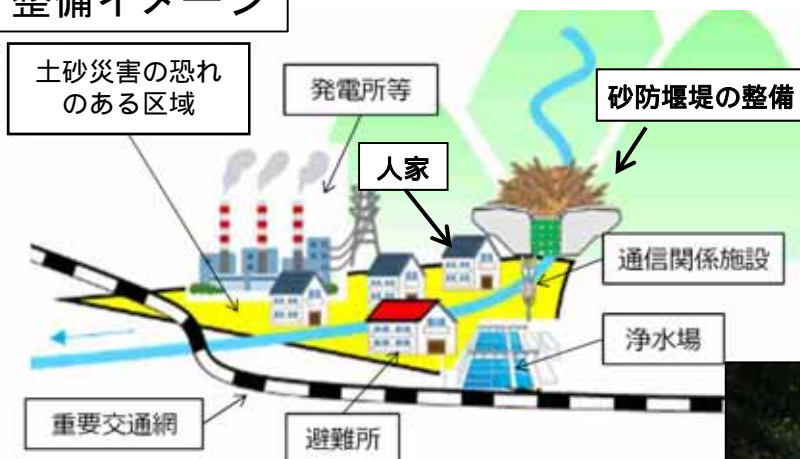 整備イメージ
土砂災害の恐れ
のある区域
発電所等
砂防堰堤の整備
人家
通信関係施設
浄水場
重要交通網
避難所